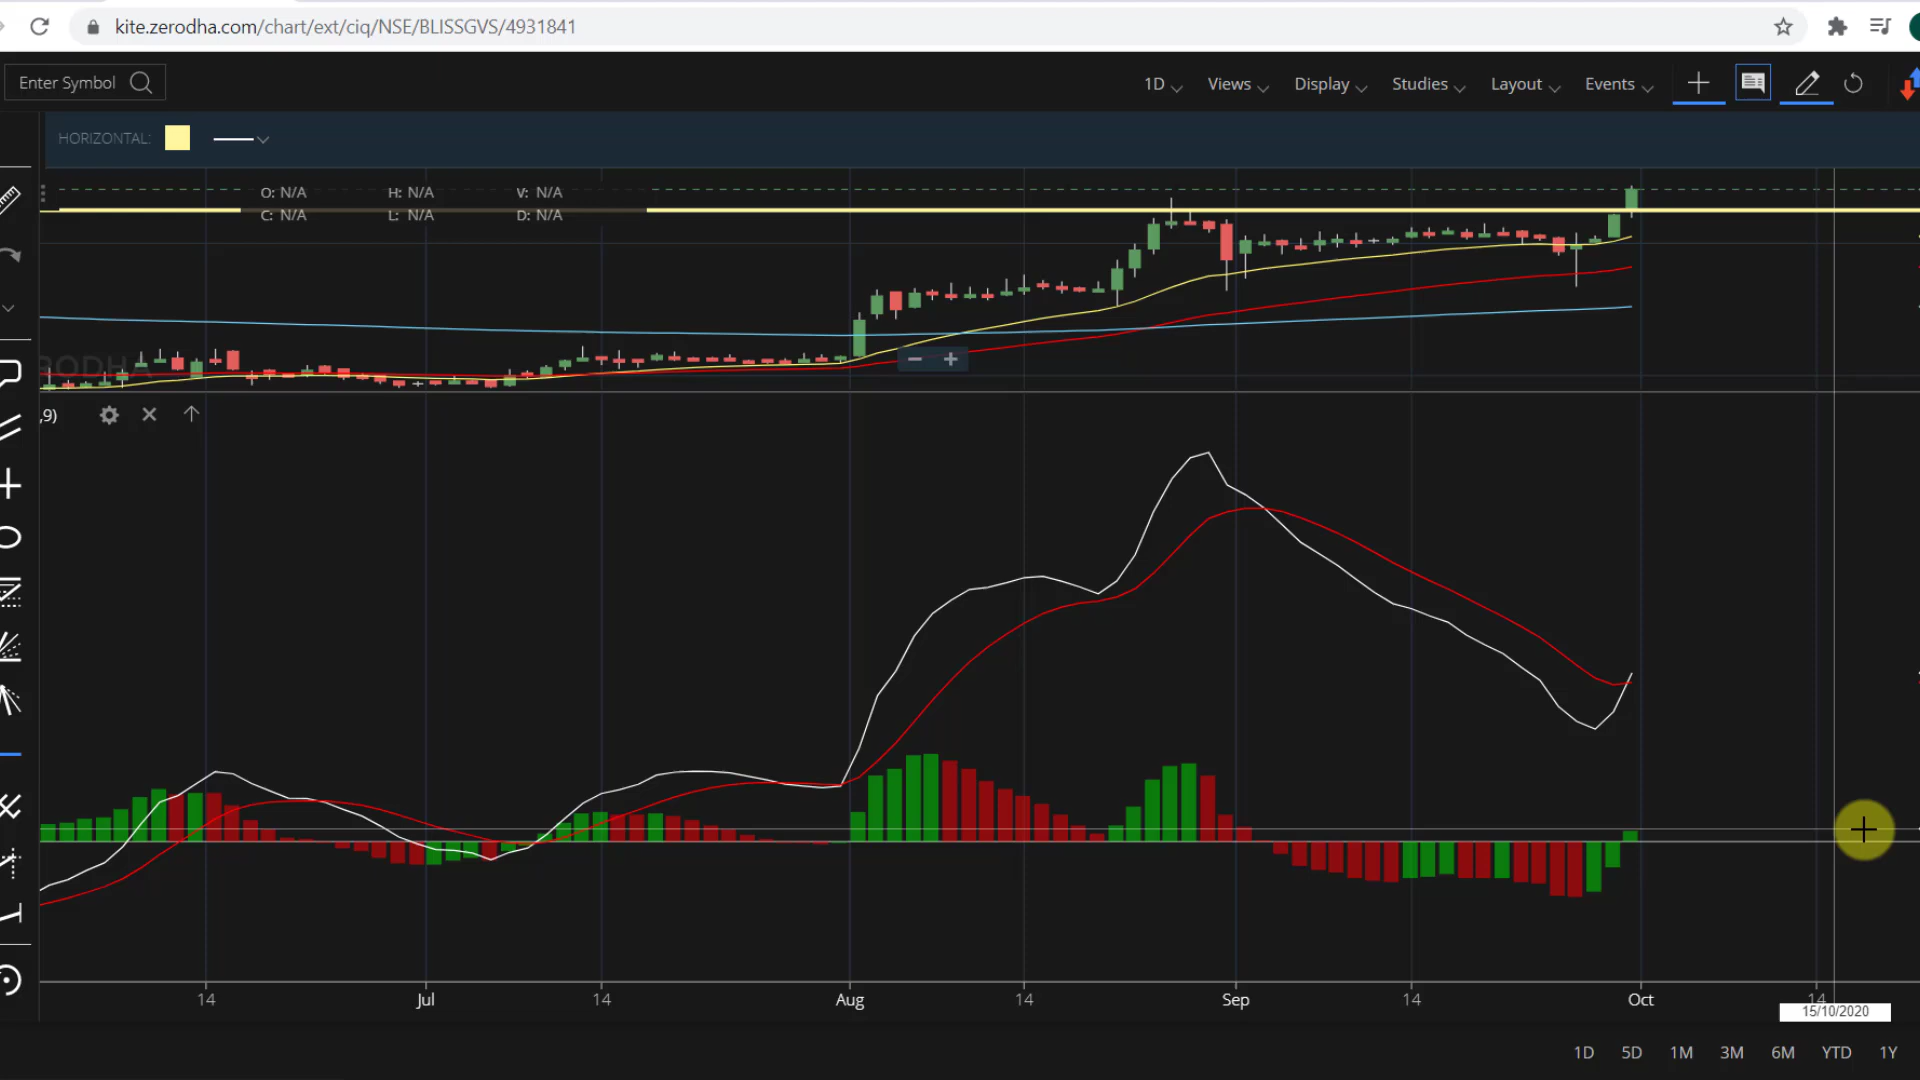 kite.zerodha.com/chart/ext/ciq/NSE/BLISSGVS/4931841
Enter Symbol
1D Views Display Studies Layout Events
HORIZONTAL:
O: N/A H: N/A V: N/A
C: N/A L: N/A D: N/A
RODHA
,9)
14 Jul 14 Aug 14 Sep 14 Oct 14
15/10/2020
1D 5D 1M 3M 6M YTD 1Y